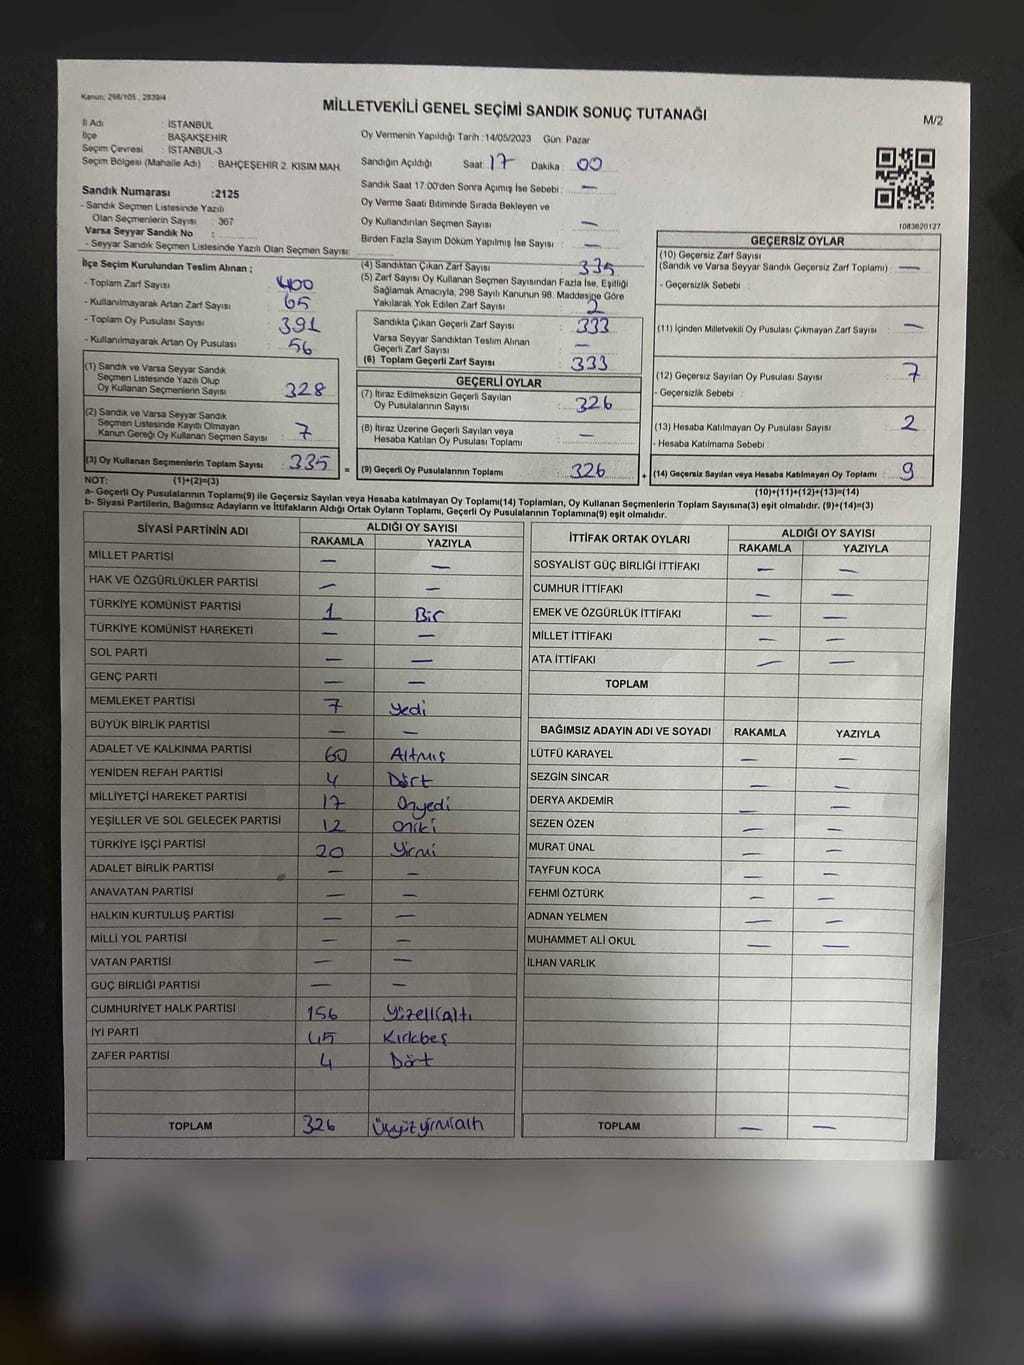 Kanun: 298/105 , 2839/4
MİLLETVEKİLİ GENEL SEÇİMİ SANDIK SONUÇ TUTANAĞI
M/2
İl Adı : İSTANBUL
İlçe : BAŞAKŞEHİR
Seçim Çevresi : İSTANBUL-3
Seçim Bölgesi (Mahalle Adı) : BAHÇEŞEHİR 2. KISIM MAH
Sandık Numarası :2125
- Sandık Seçmen Listesinde Yazılı
Olan Seçmenlerin Sayısı : 367
Varsa Seyyar Sandık No :
- Seyyar Sandık Seçmen Listesinde Yazılı Olan Seçmen Sayısı:
Oy Vermenin Yapıldığı Tarih :14/05/2023 Gün: Pazar
Sandığın Açıldığı Saat: 17 Dakika : 00
Sandık Saat 17:00'den Sonra Açımış İse Sebebi : —
Oy Verme Saati Bitiminde Sırada Bekleyen ve
Oy Kullandırılan Seçmen Sayısı : —
Birden Fazla Sayım Döküm Yapılmış İse Sayısı : —
1083620127
İlçe Seçim Kurulundan Teslim Alınan ;
- Toplam Zarf Sayısı : 400
- Kullanılmayarak Artan Zarf Sayısı : 65
- Toplam Oy Pusulası Sayısı : 391
- Kullanılmayarak Artan Oy Pusulası : 56
(1) Sandık ve Varsa Seyyar Sandık
Seçmen Listesinde Yazılı Olup
Oy Kullanan Seçmenlerin Sayısı : 328
(2) Sandık ve Varsa Seyyar Sandık
Seçmen Listesinde Kayıtlı Olmayan
Kanun Gereği Oy Kullanan Seçmen Sayısı : 7
(3) Oy Kullanan Seçmenlerin Toplam Sayısı : 335
(4) Sandıktan Çıkan Zarf Sayısı : 335
(5) Zarf Sayısı Oy Kullanan Seçmen Sayısından Fazla İse, Eşitliği
Sağlamak Amacıyla, 298 Sayılı Kanunun 98. Maddesine Göre
Yakılarak Yok Edilen Zarf Sayısı : 2
Sandıkta Çıkan Geçerli Zarf Sayısı : 333
Varsa Seyyar Sandıktan Teslim Alınan
Geçerli Zarf Sayısı : —
(6) Toplam Geçerli Zarf Sayısı : 333
GEÇERLİ OYLAR
(7) İtiraz Edilmeksizin Geçerli Sayılan
Oy Pusulalarının Sayısı : 326
(8) İtiraz Üzerine Geçerli Sayılan veya
Hesaba Katılan Oy Pusulası Toplamı : —
= (9) Geçerli Oy Pusulalarının Toplamı : 326
GEÇERSİZ OYLAR
(10) Geçersiz Zarf Sayısı
(Sandık ve Varsa Seyyar Sandık Geçersiz Zarf Toplamı) : —
- Geçersizlik Sebebi :
(11) İçinden Milletvekili Oy Pusulası Çıkmayan Zarf Sayısı : —
(12) Geçersiz Sayılan Oy Pusulası Sayısı : 7
- Geçersizlik Sebebi :
(13) Hesaba Katılmayan Oy Pusulası Sayısı : 2
- Hesaba Katılmama Sebebi :
+ (14) Geçersiz Sayılan veya Hesaba Katılmayan Oy Toplamı : 9
NOT: (1)+(2)=(3)
(10)+(11)+(12)+(13)=(14)
a- Geçerli Oy Pusulalarının Toplamı(9) ile Geçersiz Sayılan veya Hesaba katılmayan Oy Toplamı(14) Toplamları, Oy Kullanan Seçmenlerin Toplam Sayısına(3) eşit olmalıdır. (9)+(14)=(3)
b- Siyasi Partilerin, Bağımsız Adayların ve İttifakların Aldığı Ortak Oyların Toplamı, Geçerli Oy Pusulalarının Toplamına(9) eşit olmalıdır.
SİYASİ PARTİNİN ADI ALDIĞI OY SAYISI
RAKAMLA YAZIYLA
MİLLET PARTİSİ — —
HAK VE ÖZGÜRLÜKLER PARTİSİ — —
TÜRKİYE KOMÜNİST PARTİSİ 1 Bir
TÜRKİYE KOMÜNİST HAREKETİ — —
SOL PARTİ — —
GENÇ PARTİ — —
MEMLEKET PARTİSİ 7 Yedi
BÜYÜK BİRLİK PARTİSİ — —
ADALET VE KALKINMA PARTİSİ 60 Altmış
YENİDEN REFAH PARTİSİ 4 Dört
MİLLİYETÇİ HAREKET PARTİSİ 17 Onyedi
YEŞİLLER VE SOL GELECEK PARTİSİ 12 Oniki
TÜRKİYE İŞÇİ PARTİSİ 20 Yirmi
ADALET BİRLİK PARTİSİ — —
ANAVATAN PARTİSİ — —
HALKIN KURTULUŞ PARTİSİ — —
MİLLİ YOL PARTİSİ — —
VATAN PARTİSİ — —
GÜÇ BİRLİĞİ PARTİSİ — —
CUMHURİYET HALK PARTİSİ 156 Yüzellialtı
İYİ PARTİ 45 Kırkbeş
ZAFER PARTİSİ 4 Dört
TOPLAM 326 Üçyüzyirmialtı
İTTİFAK ORTAK OYLARI ALDIĞI OY SAYISI
RAKAMLA YAZIYLA
SOSYALİST GÜÇ BİRLİĞİ İTTİFAKI — —
CUMHUR İTTİFAKI — —
EMEK VE ÖZGÜRLÜK İTTİFAKI — —
MİLLET İTTİFAKI — —
ATA İTTİFAKI — —
TOPLAM
BAĞIMSIZ ADAYIN ADI VE SOYADI RAKAMLA YAZIYLA
LÜTFÜ KARAYEL — —
SEZGİN SİNCAR — —
DERYA AKDEMİR — —
SEZEN ÖZEN — —
MURAT ÜNAL — —
TAYFUN KOCA — —
FEHMİ ÖZTÜRK — —
ADNAN YELMEN — —
MUHAMMET ALİ OKUL — —
İLHAN VARLIK
TOPLAM — —